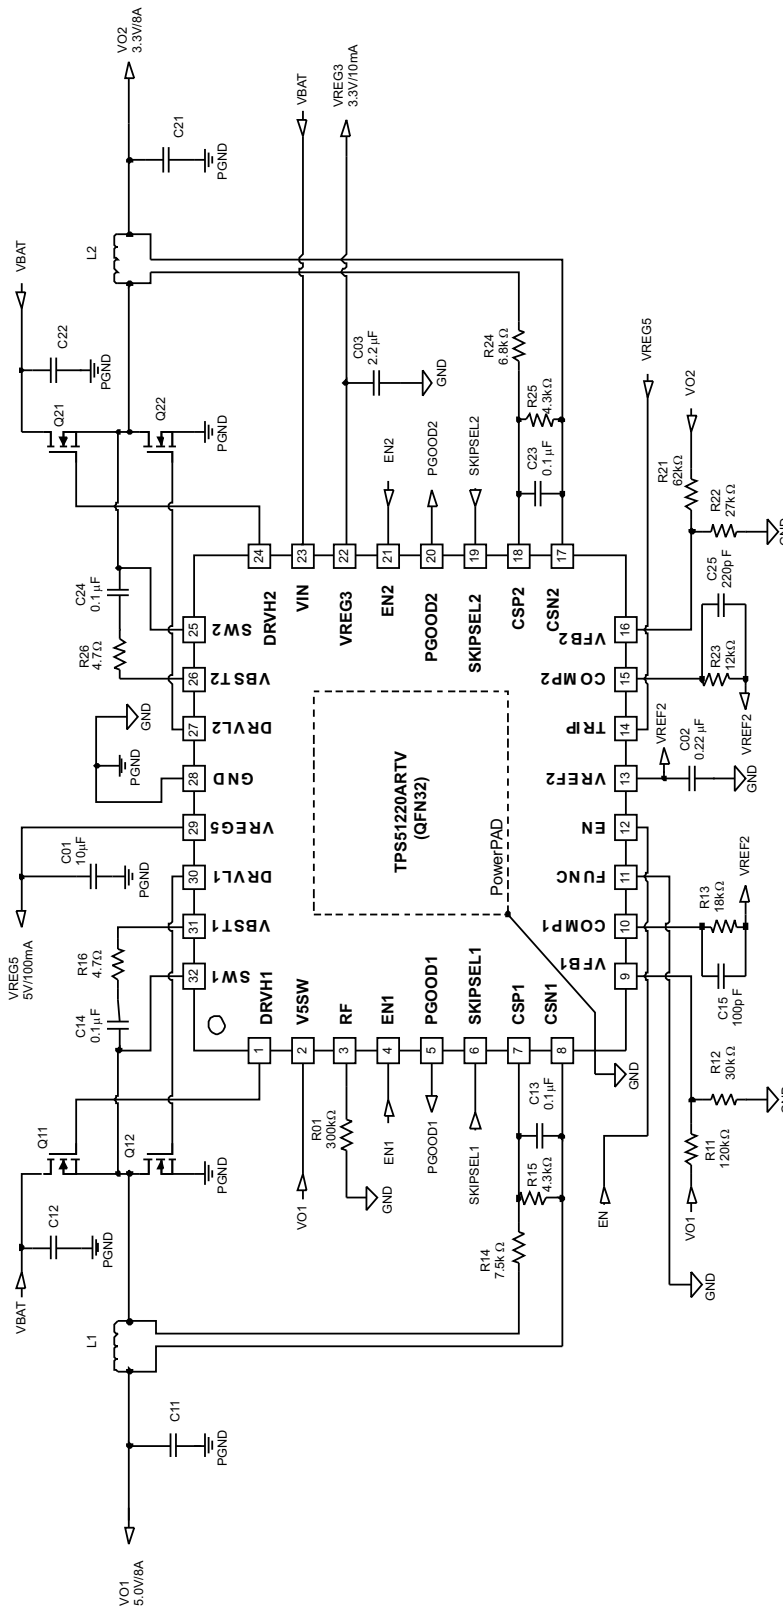 VO1
5.0V/8A
C11
PGND
L1
VBAT
C12
PGND
Q11
Q12
PGND
C14
0.1μF
R16
4.7Ω
VREG5
5V/100mA
C01
10μF
PGND
PGND
GND
R26
4.7Ω
C24
0.1μF
Q21
Q22
PGND
C22
PGND
VBAT
L2
C21
PGND
VO2
3.3V/8A
32
31
30
29
28
27
26
25
SW1
VBST1
DRVL1
VREG5
GND
DRVL2
VBST2
SW2
1
DRVH1
DRVH2
24
VO1
2
V5SW
VIN
23
VBAT
GND
R01
300kΩ
3
RF
VREG3
22
C03
2.2 μF
GND
VREG3
3.3V/10mA
EN1
4
EN1
EN2
21
EN2
PGOOD1
5
PGOOD1
PGOOD2
20
PGOOD2
SKIPSEL1
6
SKIPSEL1
SKIPSEL2
19
SKIPSEL2
R14
7.5k Ω
R15
4.3kΩ
C13
0.1μF
7
CSP1
CSP2
18
8
CSN1
CSN2
17
C23
0.1μF
R25
4.3kΩ
R24
6.8kΩ
TPS51220ARTV
(QFN32)
PowerPAD
GND
VFB1
COMP1
FUNC
EN
VREF2
TRIP
COMP2
VFB2
9
10
11
12
13
14
15
16
EN
GND
VO1
R11
120kΩ
R12
30kΩ
GND
C15
100p F
R13
18kΩ
VREF2
VREF2
C02
0.22 μF
GND
R23
12kΩ
C25
220p F
VREF2
R21
62kΩ
R22
27kΩ
GND
VO2
VREG5